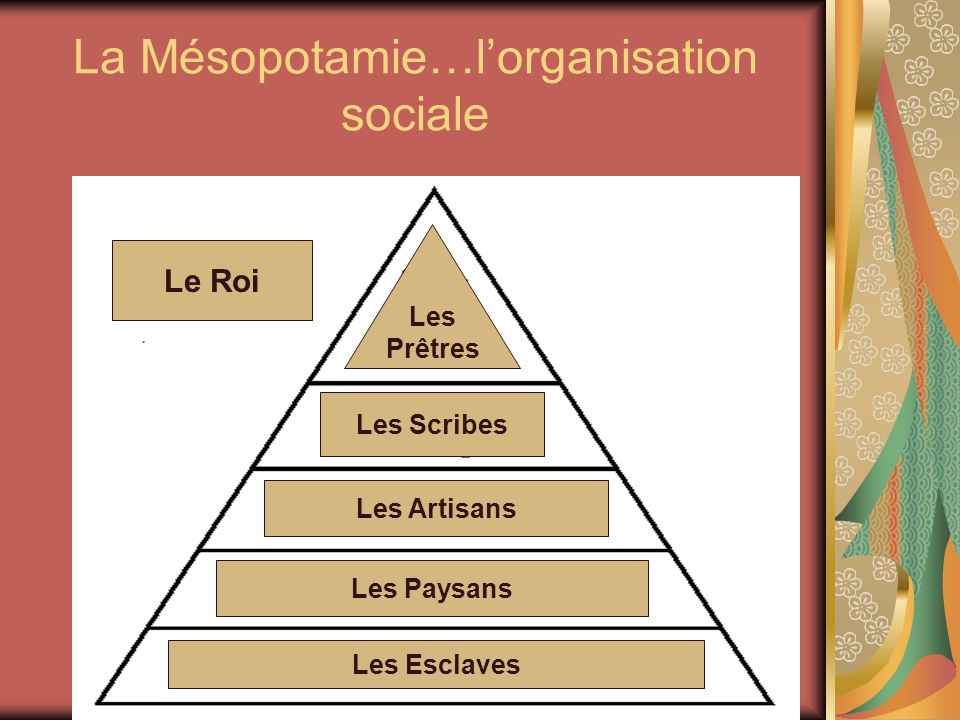 La Mésopotamie…l’organisation
sociale
Le Roi
Les
Prêtres
Les Scribes
Les Artisans
Les Paysans
Les Esclaves